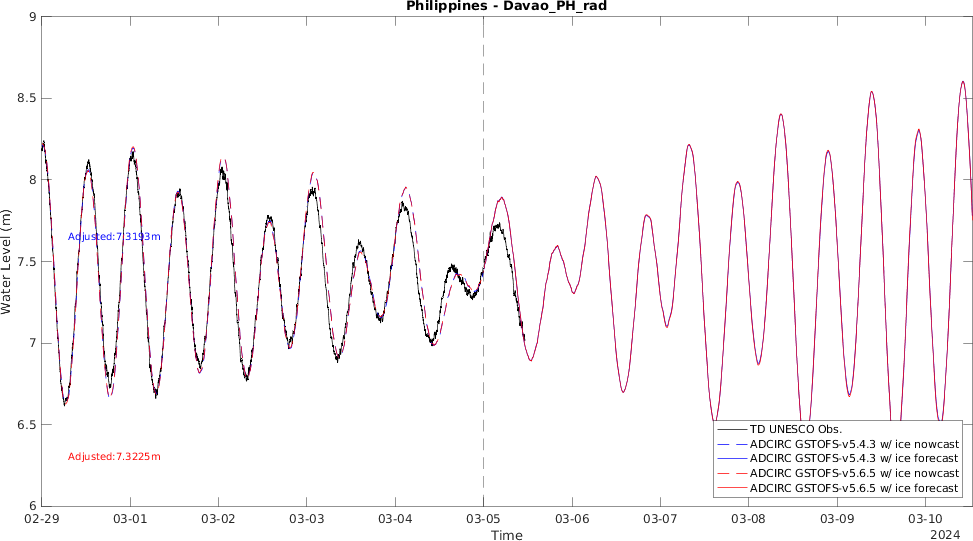 Philippines - Davao_PH_rad
Water Level (m)
9
8.5
8
7.5
7
6.5
6
Adjusted:7.3193m
Adjusted:7.3225m
TD UNESCO Obs.
ADCIRC GSTOFS-v5.4.3 w/ ice nowcast
ADCIRC GSTOFS-v5.4.3 w/ ice forecast
ADCIRC GSTOFS-v5.6.5 w/ ice nowcast
ADCIRC GSTOFS-v5.6.5 w/ ice forecast
02-29 03-01 03-02 03-03 03-04 03-05 03-06 03-07 03-08 03-09 03-10
Time
2024